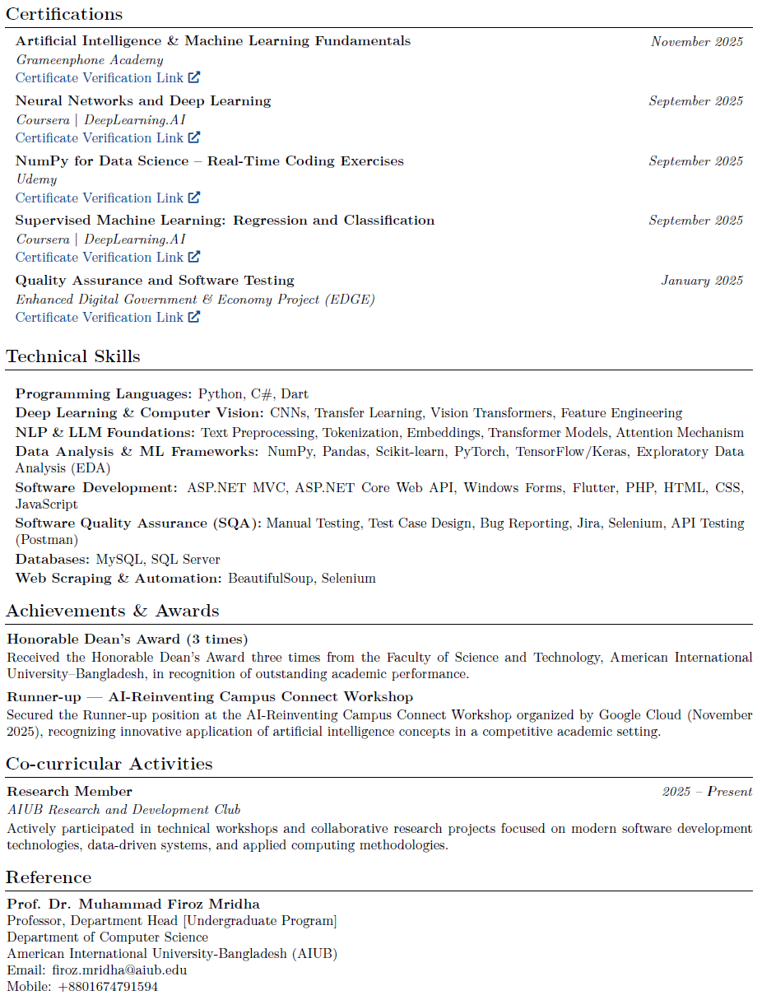 Certifications
Artificial Intelligence & Machine Learning Fundamentals November 2025
Grameenphone Academy
Certificate Verification Link
Neural Networks and Deep Learning September 2025
Coursera | DeepLearning.AI
Certificate Verification Link
NumPy for Data Science – Real-Time Coding Exercises September 2025
Udemy
Certificate Verification Link
Supervised Machine Learning: Regression and Classification September 2025
Coursera | DeepLearning.AI
Certificate Verification Link
Quality Assurance and Software Testing January 2025
Enhanced Digital Government & Economy Project (EDGE)
Certificate Verification Link
Technical Skills
Programming Languages: Python, C#, Dart
Deep Learning & Computer Vision: CNNs, Transfer Learning, Vision Transformers, Feature Engineering
NLP & LLM Foundations: Text Preprocessing, Tokenization, Embeddings, Transformer Models, Attention Mechanism
Data Analysis & ML Frameworks: NumPy, Pandas, Scikit-learn, PyTorch, TensorFlow/Keras, Exploratory Data
Analysis (EDA)
Software Development: ASP.NET MVC, ASP.NET Core Web API, Windows Forms, Flutter, PHP, HTML, CSS,
JavaScript
Software Quality Assurance (SQA): Manual Testing, Test Case Design, Bug Reporting, Jira, Selenium, API Testing
(Postman)
Databases: MySQL, SQL Server
Web Scraping & Automation: BeautifulSoup, Selenium
Achievements & Awards
Honorable Dean's Award (3 times)
Received the Honorable Dean's Award three times from the Faculty of Science and Technology, American International
University–Bangladesh, in recognition of outstanding academic performance.
Runner-up — AI-Reinventing Campus Connect Workshop
Secured the Runner-up position at the AI-Reinventing Campus Connect Workshop organized by Google Cloud (November
2025), recognizing innovative application of artificial intelligence concepts in a competitive academic setting.
Co-curricular Activities
Research Member 2025 – Present
AIUB Research and Development Club
Actively participated in technical workshops and collaborative research projects focused on modern software development
technologies, data-driven systems, and applied computing methodologies.
Reference
Prof. Dr. Muhammad Firoz Mridha
Professor, Department Head [Undergraduate Program]
Department of Computer Science
American International University-Bangladesh (AIUB)
Email: firoz.mridha@aiub.edu
Mobile: +8801674791594